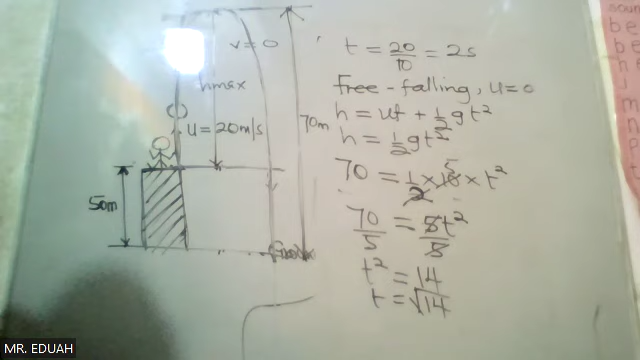 v = 0
hmax
u = 20m/s
70m
50m
t = 20/10 = 2s
Free - falling, u = 0
h = ut + 1/2 gt²
h = 1/2 gt²
70 = 1/2 × 10 5 × t²
70/5 = 5t²/5
t² = 14
t = √14
MR. EDUAH